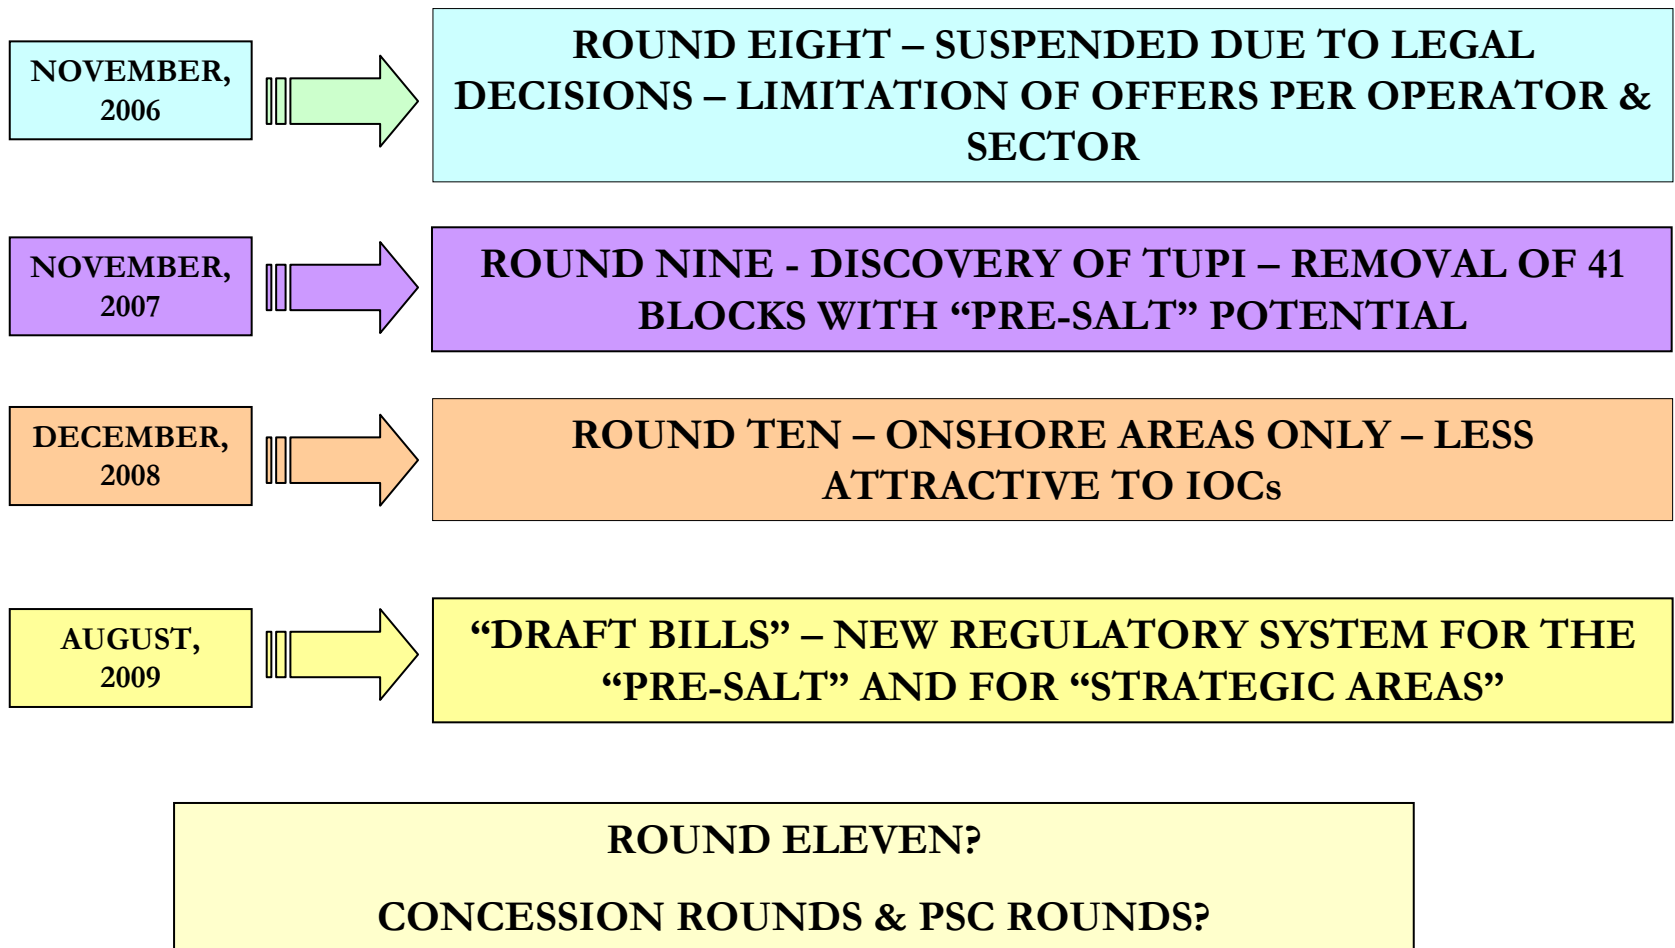 NOVEMBER,
2006
ROUND EIGHT – SUSPENDED DUE TO LEGAL
DECISIONS – LIMITATION OF OFFERS PER OPERATOR &
SECTOR
NOVEMBER,
2007
ROUND NINE - DISCOVERY OF TUPI – REMOVAL OF 41
BLOCKS WITH “PRE-SALT” POTENTIAL
DECEMBER,
2008
ROUND TEN – ONSHORE AREAS ONLY – LESS
ATTRACTIVE TO IOCs
AUGUST,
2009
“DRAFT BILLS” – NEW REGULATORY SYSTEM FOR THE
“PRE-SALT” AND FOR “STRATEGIC AREAS”
ROUND ELEVEN?
CONCESSION ROUNDS & PSC ROUNDS?